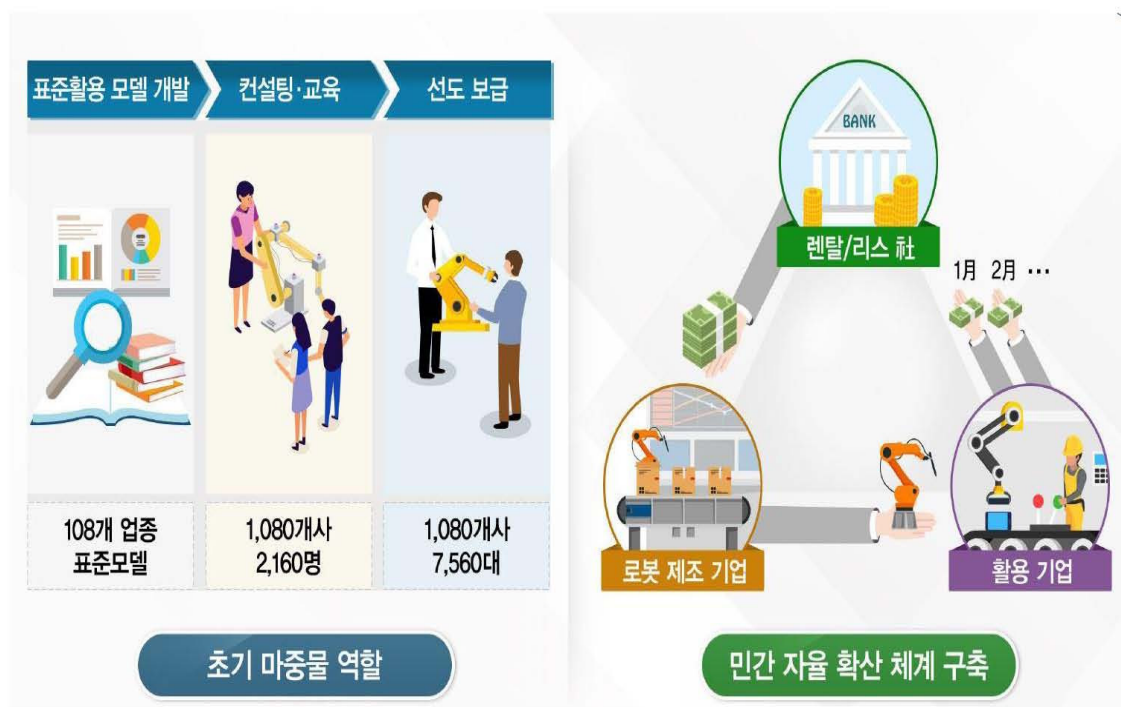 표준활용 모델 개발
컨설팅·교육
선도 보급
108개 업종
표준모델
1,080개사
2,160명
1,080개사
7,560대
초기 마중물 역할
BANK
렌탈/리스 社
1月 2月 ···
로봇 제조 기업
활용 기업
민간 자율 확산 체계 구축